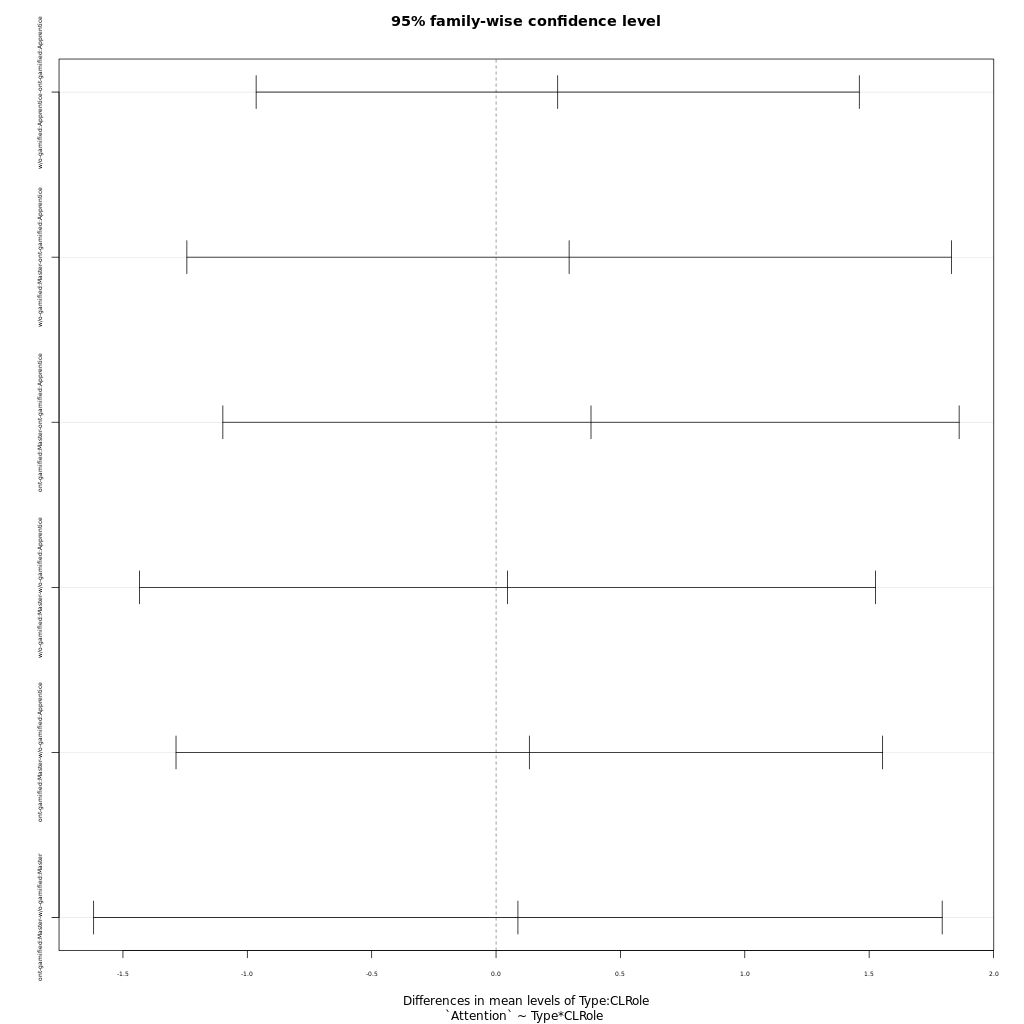 95% family-wise confidence level
w/o-gamified:Apprentice-ont-gamified:Apprentice
w/o-gamified:Master-ont-gamified:Apprentice
ont-gamified:Master-ont-gamified:Apprentice
w/o-gamified:Master-w/o-gamified:Apprentice
ont-gamified:Master-w/o-gamified:Apprentice
ont-gamified:Master-w/o-gamified:Master
-1.5 -1.0 -0.5 0.0 0.5 1.0 1.5 2.0
Differences in mean levels of Type:CLRole
`Attention` ~ Type*CLRole